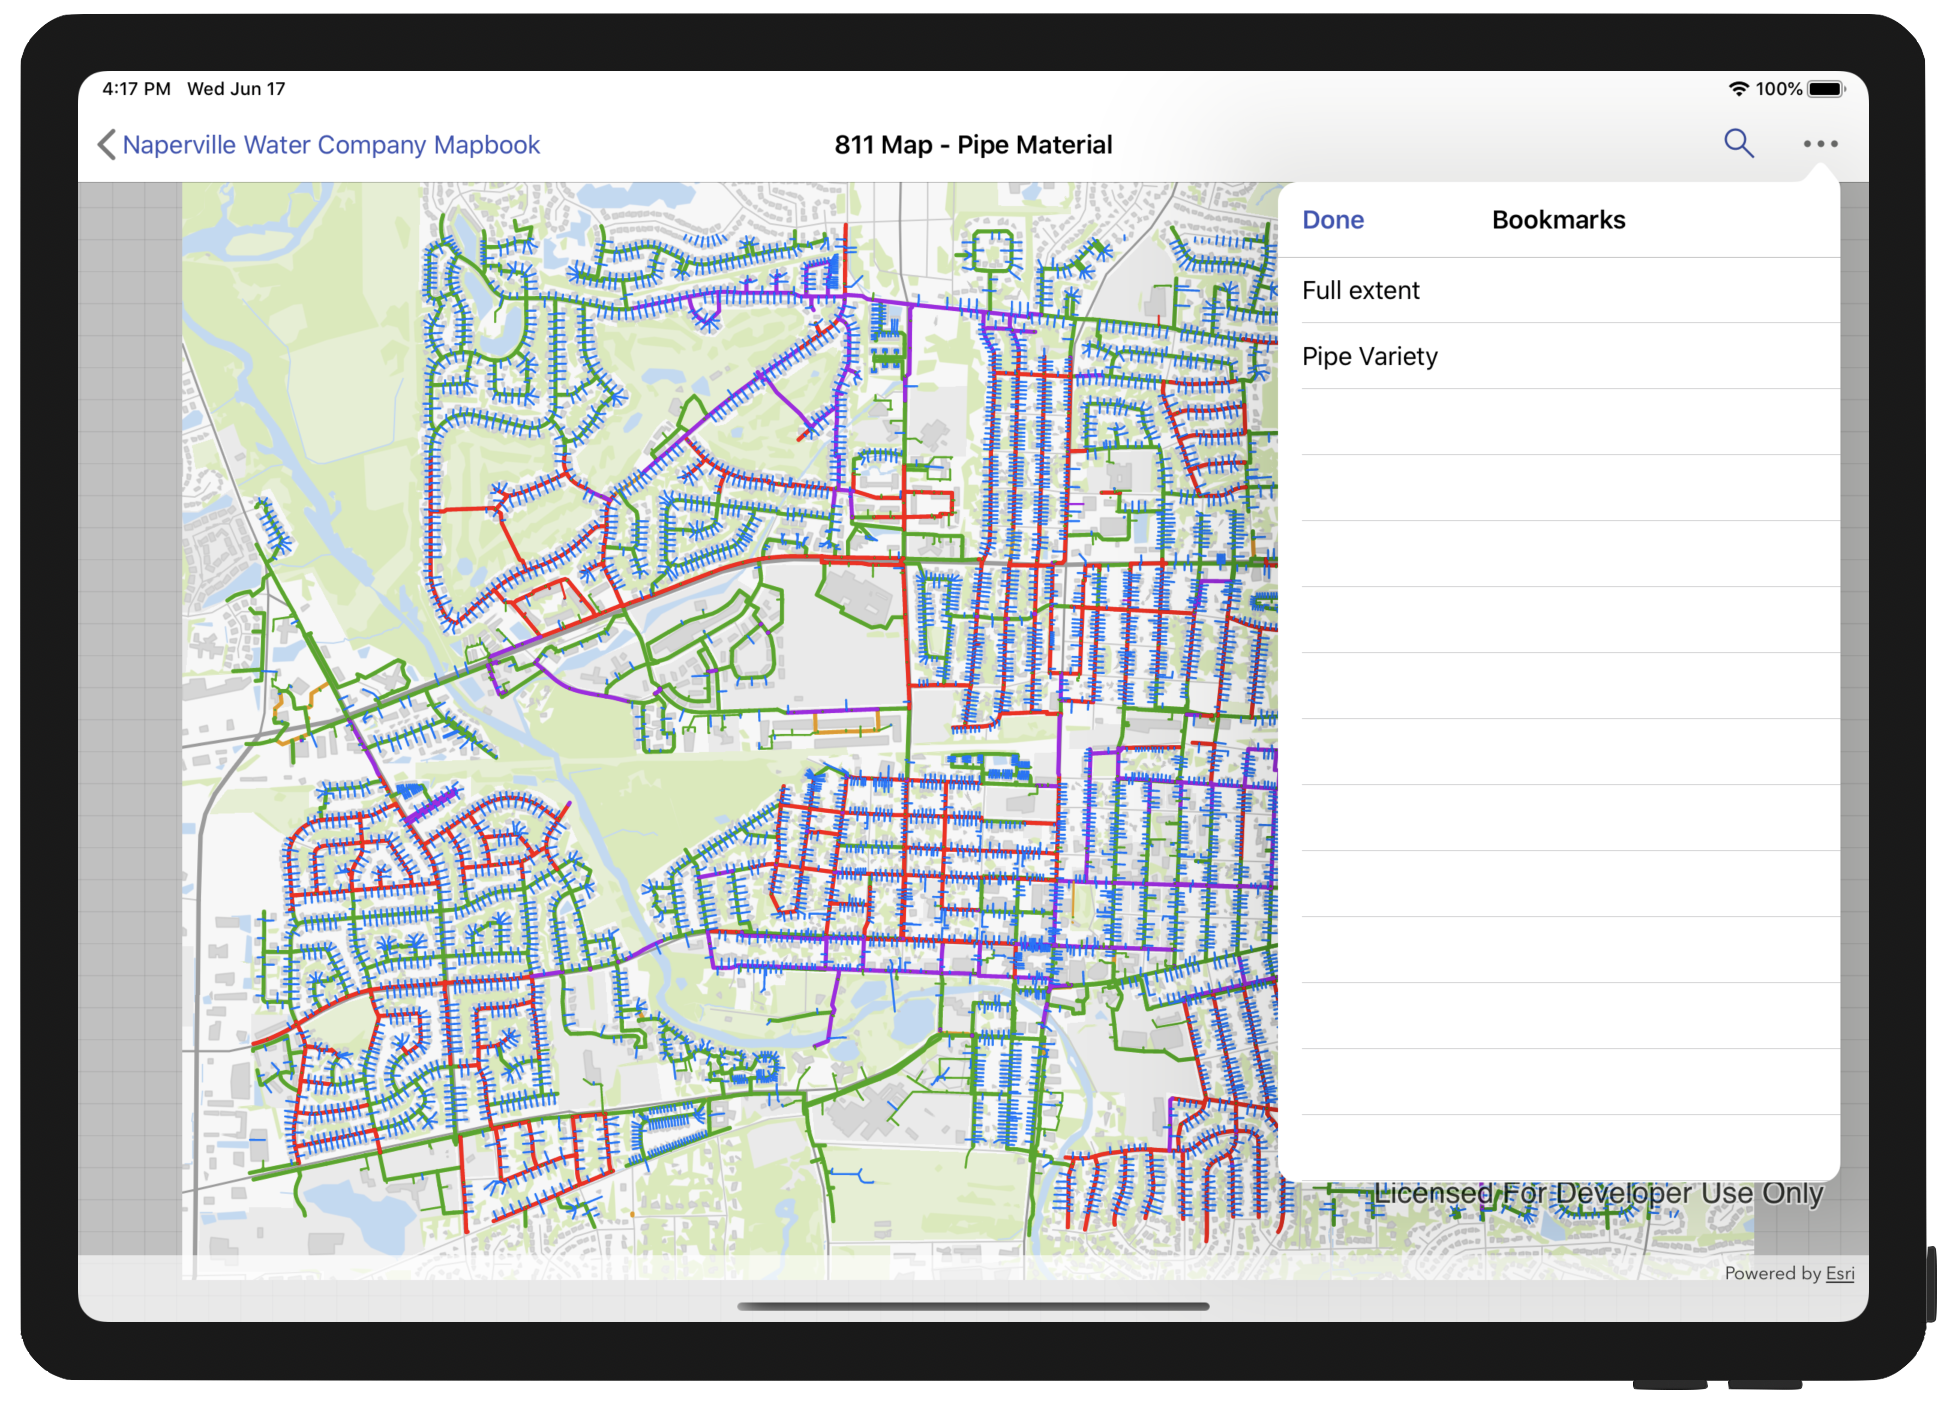 4:17 PM Wed Jun 17
100%
Naperville Water Company Mapbook
811 Map - Pipe Material
Done
Bookmarks
Full extent
Pipe Variety
Licensed For Developer Use Only
Powered by Esri